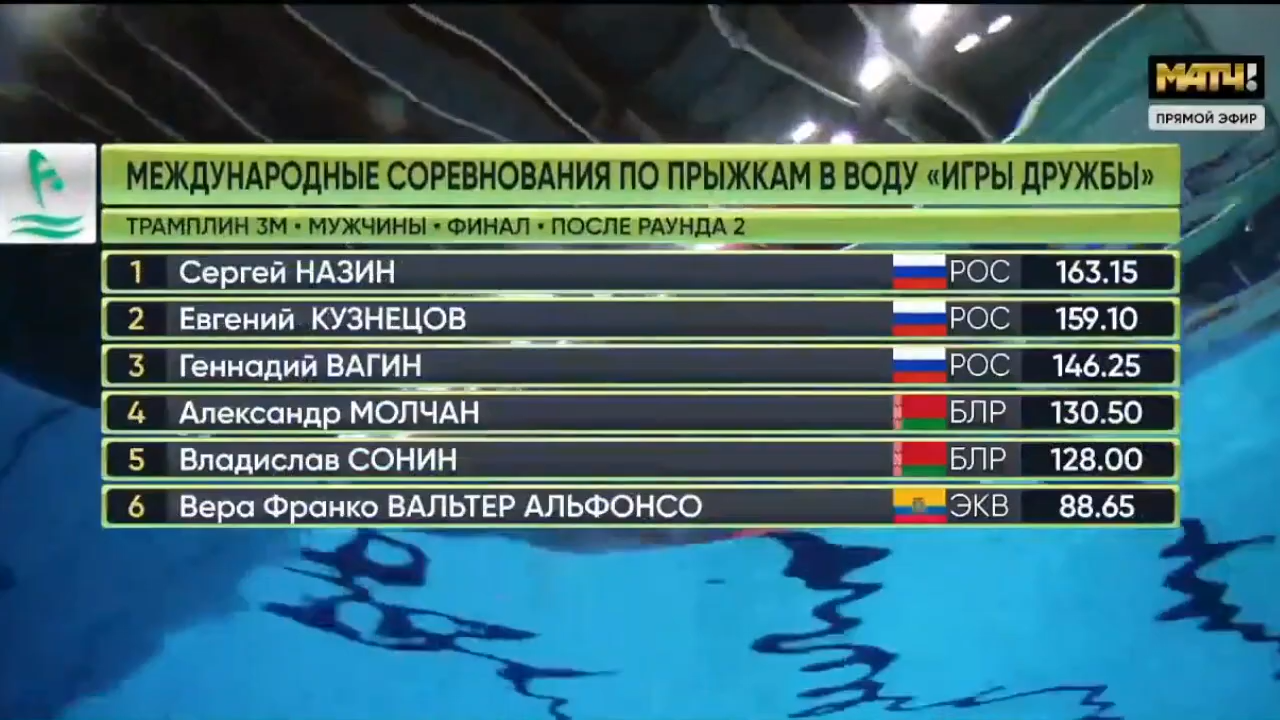 МАТЧ!
ПРЯМОЙ ЭФИР
МЕЖДУНАРОДНЫЕ СОРЕВНОВАНИЯ ПО ПРЫЖКАМ В ВОДУ «ИГРЫ ДРУЖБЫ»
ТРАМПЛИН 3М • МУЖЧИНЫ • ФИНАЛ • ПОСЛЕ РАУНДА 2
1 Сергей НАЗИН РОС 163.15
2 Евгений КУЗНЕЦОВ РОС 159.10
3 Геннадий ВАГИН РОС 146.25
4 Александр МОЛЧАН БЛР 130.50
5 Владислав СОНИН БЛР 128.00
6 Вера Франко ВАЛЬТЕР АЛЬФОНСО ЭКВ 88.65